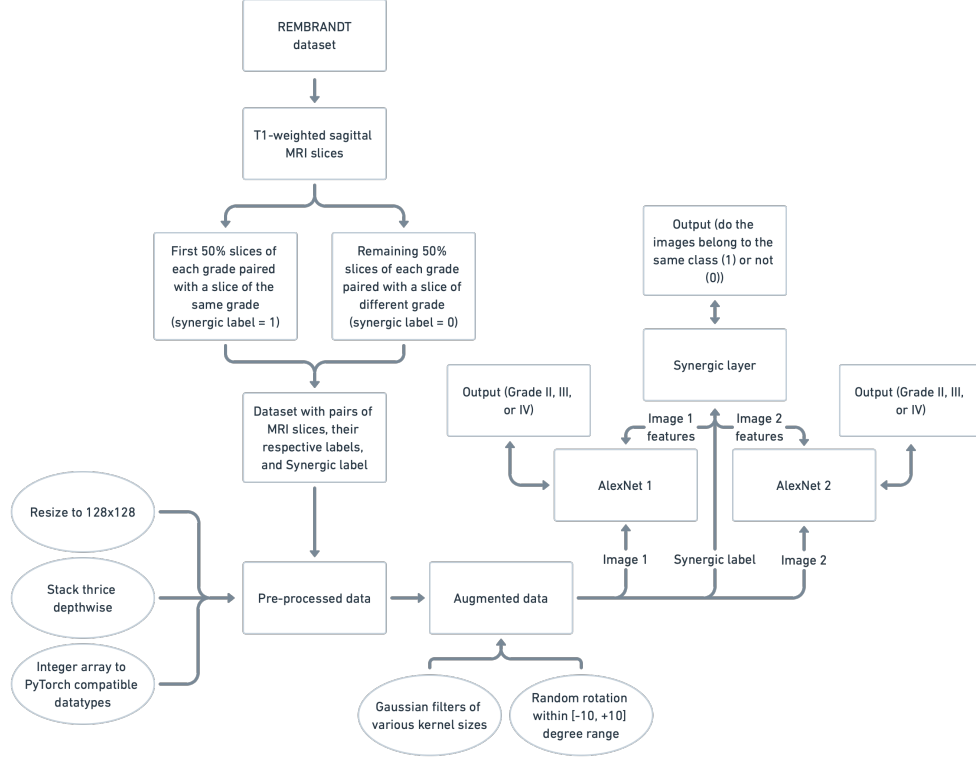 REMBRANDT
dataset
T1-weighted sagittal
MRI slices
First 50% slices of
each grade paired
with a slice of the
same grade
(synergic label = 1)
Remaining 50%
slices of each grade
paired with a slice of
different grade
(synergic label = 0)
Output (do the
images belong to the
same class (1) or not
(0))
Synergic layer
Output (Grade II, III,
or IV)
Output (Grade II, III,
or IV)
Image 1
features
Image 2
features
Dataset with pairs of
MRI slices, their
respective labels,
and Synergic label
AlexNet 1
AlexNet 2
Resize to 128x128
Image 1
Synergic label
Image 2
Stack thrice
depthwise
Pre-processed data
Augmented data
Integer array to
PyTorch compatible
datatypes
Gaussian filters of
various kernel sizes
Random rotation
within [-10, +10]
degree range